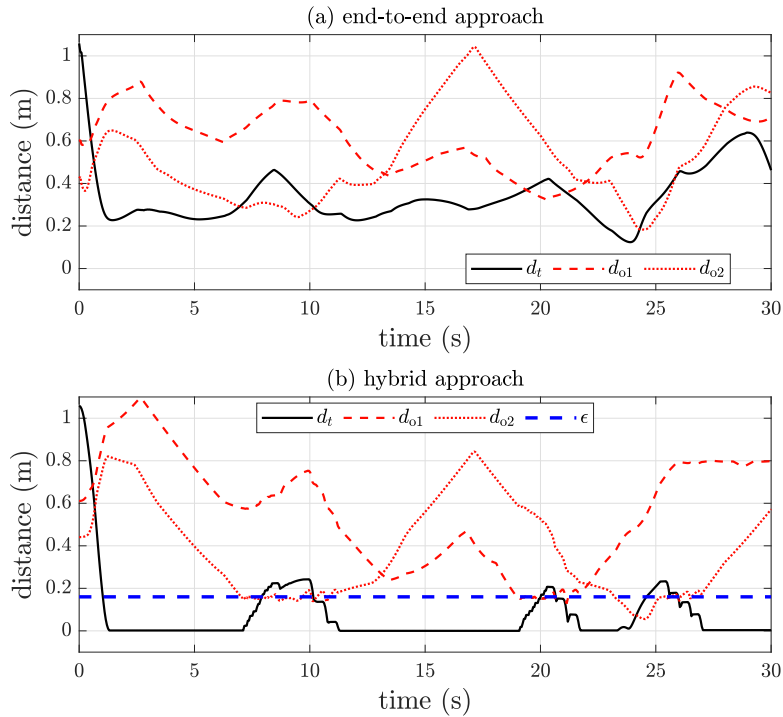 (a) end-to-end approach
distance (m)
1
0.8
0.6
0.4
0.2
0
d_t d_o1 d_o2
0 5 10 15 20 25 30
time (s)
(b) hybrid approach
distance (m)
d_t d_o1 d_o2 ϵ
1
0.8
0.6
0.4
0.2
0
0 5 10 15 20 25 30
time (s)